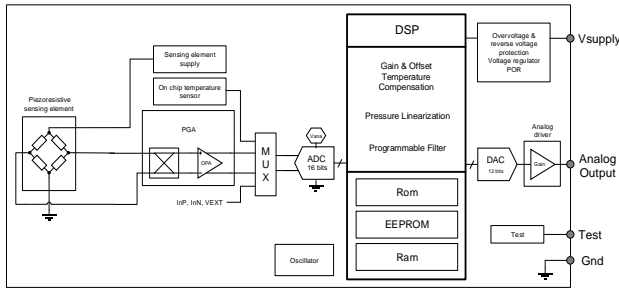 DSP
Overvoltage &
reverse voltage
protection
Voltage regulator
POR
Vsupply
Sensing element
supply
Gain & Offset
Temperature
Compensation
On chip temperature
sensor
Piezoresistive
sensing element
PGA
Pressure Linearization
Vana
Analog
driver
M
U
X
OPA
ADC
16 bits
Programmable Filter
DAC
12 bits
Gain
Analog
Output
Rom
InP, InN, VEXT
EEPROM
Test
Test
Oscillator
Ram
Gnd